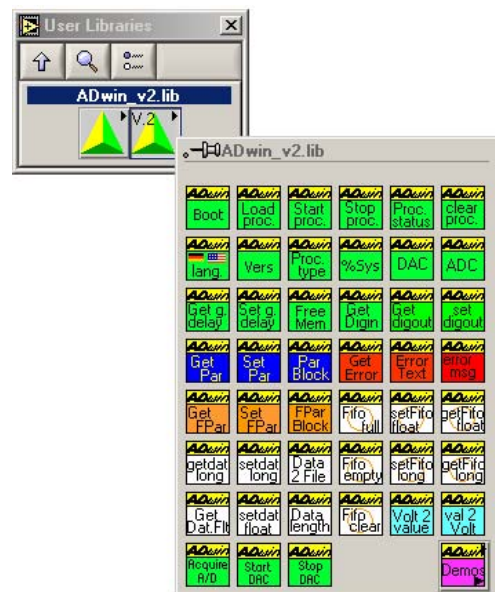 User Libraries
ADwin_v2.lib
V.2
ADwin_v2.lib
ADwin ADwin ADwin ADwin ADwin ADwin
Boot Load proc. Start proc. Stop proc. Proc. status clear proc.
ADwin ADwin ADwin ADwin ADwin ADwin
lang. Vers Proc. type %Sys DAC ADC
ADwin ADwin ADwin ADwin ADwin ADwin
Get g. delay Set g. delay Free Mem Get Digin Get digout set digout
ADwin ADwin ADwin ADwin ADwin ADwin
Get Par Set Par Par Block Get Error Error Text error msg
ADwin ADwin ADwin ADwin ADwin ADwin
Get FPar Set FPar FPar Block Fifo full setFifo float getFifo float
ADwin ADwin ADwin ADwin ADwin ADwin
getdat long setdat long Data 2 File Fifo empty setFifo long getFifo long
ADwin ADwin ADwin ADwin ADwin ADwin
Get Dat.Flt setdat float Data length Fifo clear Volt 2 value val 2 Volt
ADwin ADwin ADwin ADwin
Acquire A/D Start DAC Stop DAC Demos